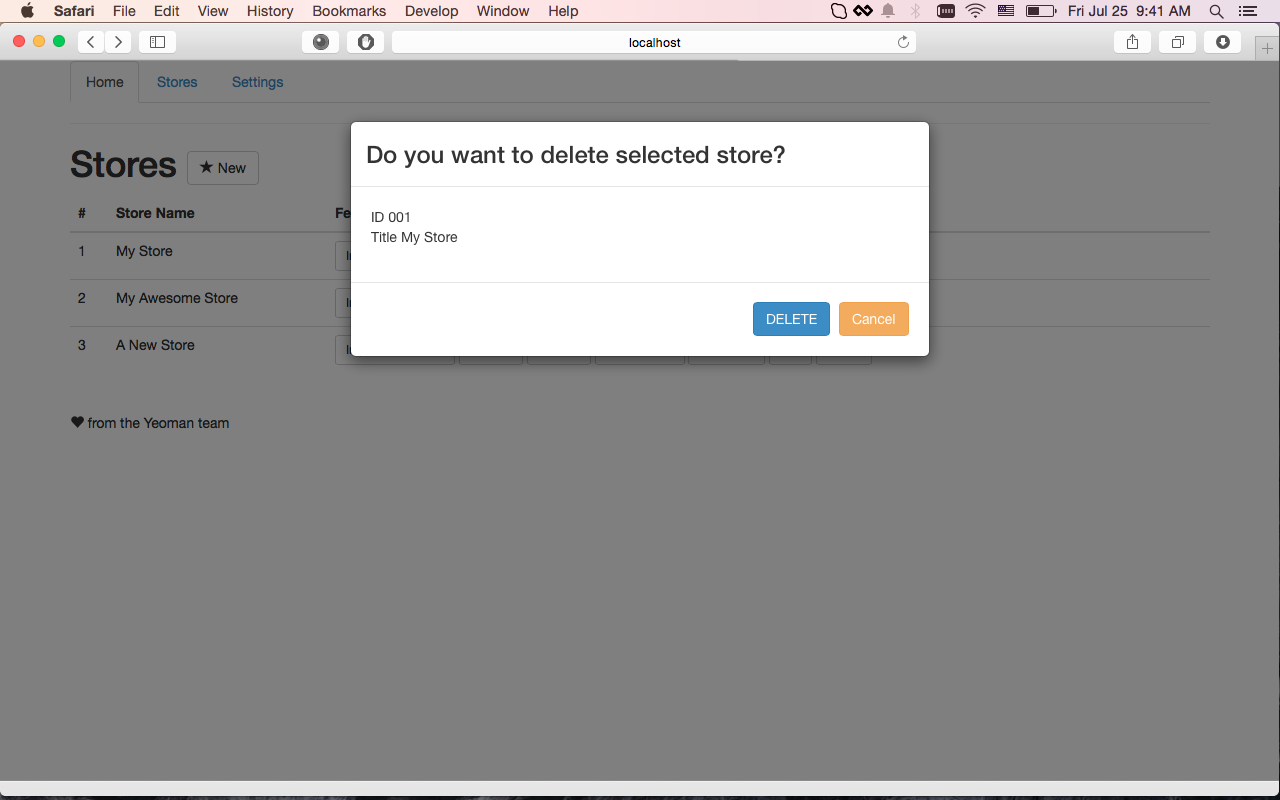 Safari File Edit View History Bookmarks Develop Window Help Fri Jul 25 9:41 AM
localhost
Home Stores Settings
Do you want to delete selected store?
Stores New
# Store Name Fe
ID 001
Title My Store
1 My Store
2 My Awesome Store
DELETE Cancel
3 A New Store
from the Yeoman team